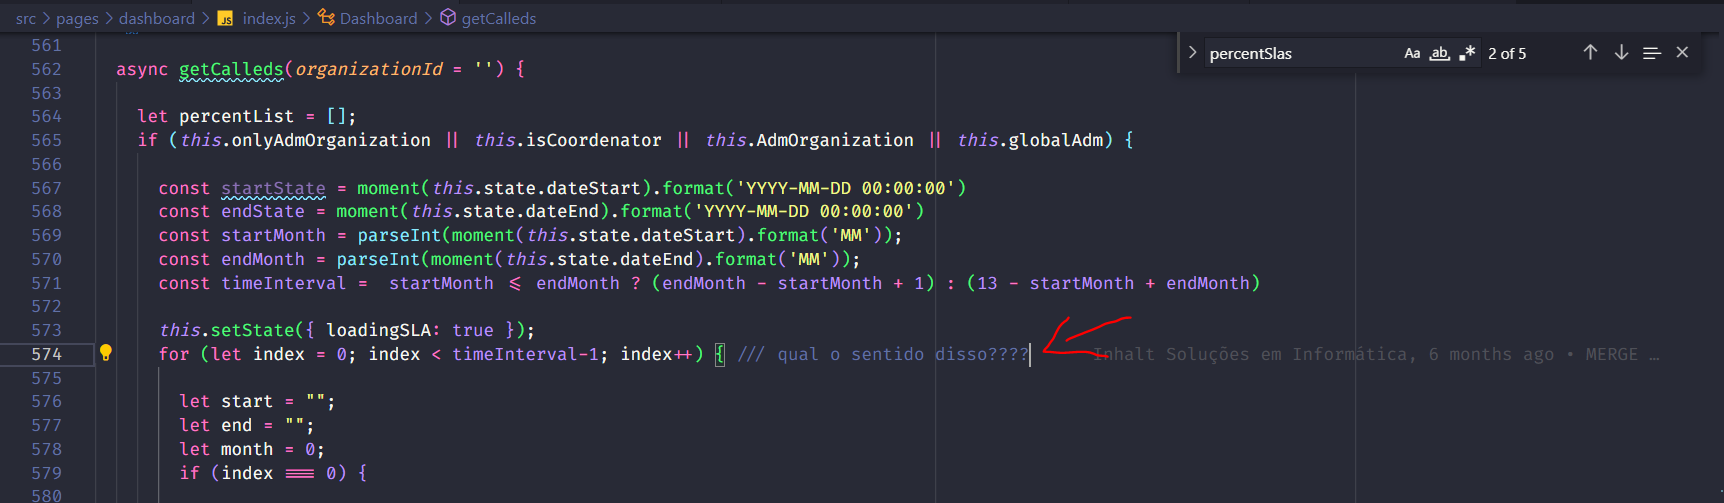 src > pages > dashboard > JS index.js > Dashboard > getCalleds
percentSlas Aa ab, .* 2 of 5
561
562 async getCalleds(organizationId = '') {
563
564 let percentList = [];
565 if (this.onlyAdmOrganization || this.isCoordenator || this.AdmOrganization || this.globalAdm) {
566
567 const startState = moment(this.state.dateStart).format('YYYY-MM-DD 00:00:00')
568 const endState = moment(this.state.dateEnd).format('YYYY-MM-DD 00:00:00')
569 const startMonth = parseInt(moment(this.state.dateStart).format('MM'));
570 const endMonth = parseInt(moment(this.state.dateEnd).format('MM'));
571 const timeInterval =  startMonth <= endMonth ? (endMonth - startMonth + 1) : (13 - startMonth + endMonth)
572
573 this.setState({ loadingSLA: true });
574 for (let index = 0; index < timeInterval-1; index++) { /// qual o sentido disso???? Inhalt Soluções em Informática, 6 months ago • MERGE …
575
576 let start = "";
577 let end = "";
578 let month = 0;
579 if (index === 0) {
580